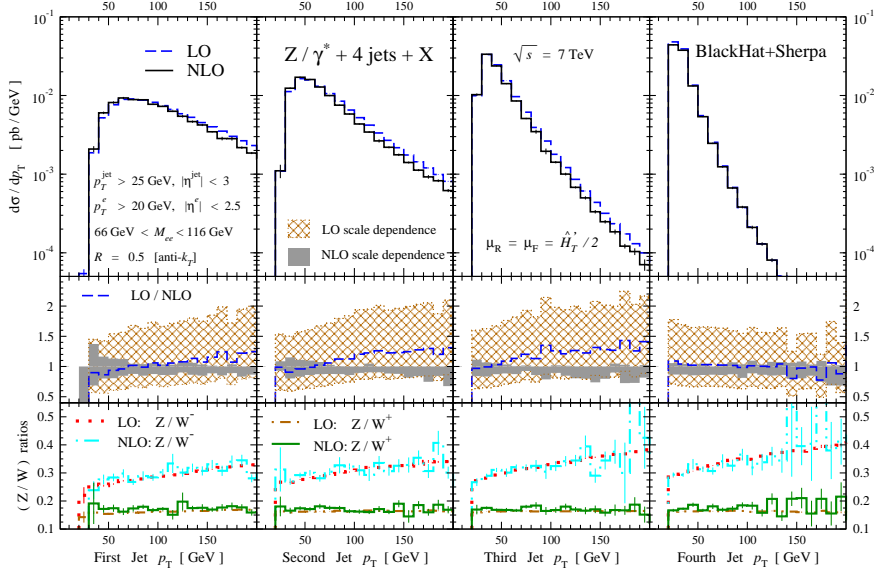 50 100 150 50 100 150 50 100 150 50 100 150
10^-1 10^-1
LO
NLO
Z / γ* + 4 jets + X
√s = 7 TeV
BlackHat+Sherpa
dσ / dp_T [ pb / GeV ]
10^-2 10^-2
10^-3 10^-3
10^-4 10^-4
p_T^jet > 25 GeV, |η^jet| < 3
p_T^e > 20 GeV, |η^e| < 2.5
66 GeV < M_ee < 116 GeV
R = 0.5 [anti-k_T]
LO scale dependence
NLO scale dependence
μ_R = μ_F = Ĥ_T' / 2
LO / NLO
2 2
1.5 1.5
1 1
0.5 0.5
(Z / W) ratios
0.5 0.5
0.4 0.4
0.3 0.3
0.2 0.2
0.1 0.1
LO: Z / W^-
NLO: Z / W^-
LO: Z / W^+
NLO: Z / W^+
50 100 150 50 100 150 50 100 150 50 100 150
First Jet p_T [ GeV ]
Second Jet p_T [ GeV ]
Third Jet p_T [ GeV ]
Fourth Jet p_T [ GeV ]